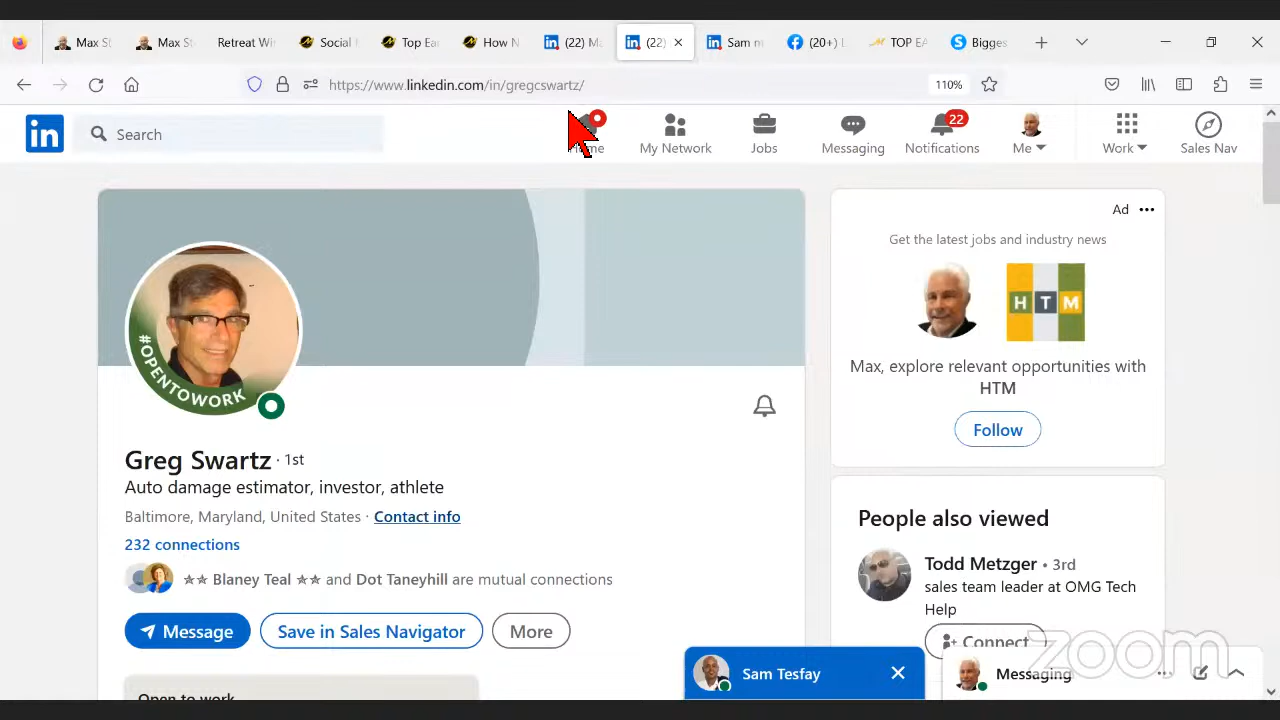 Max St
Max St
Retreat Wi
Social
Top Ea
How N
(22) M
(22)
Sam
(20+)
TOP EA
Bigges
https://www.linkedin.com/in/gregcswartz/
110%
in
Search
Home
My Network
Jobs
Messaging
22
Notifications
Me
Work
Sales Nav
#OPENTOWORK
Greg Swartz · 1st
Auto damage estimator, investor, athlete
Baltimore, Maryland, United States · Contact info
232 connections
Blaney Teal and Dot Taneyhill are mutual connections
Message
Save in Sales Navigator
More
Open to work
Ad
Get the latest jobs and industry news
HTM
Max, explore relevant opportunities with
HTM
Follow
People also viewed
Todd Metzger • 3rd
sales team leader at OMG Tech
Help
Connect
Sam Tesfay
Messaging
zoom